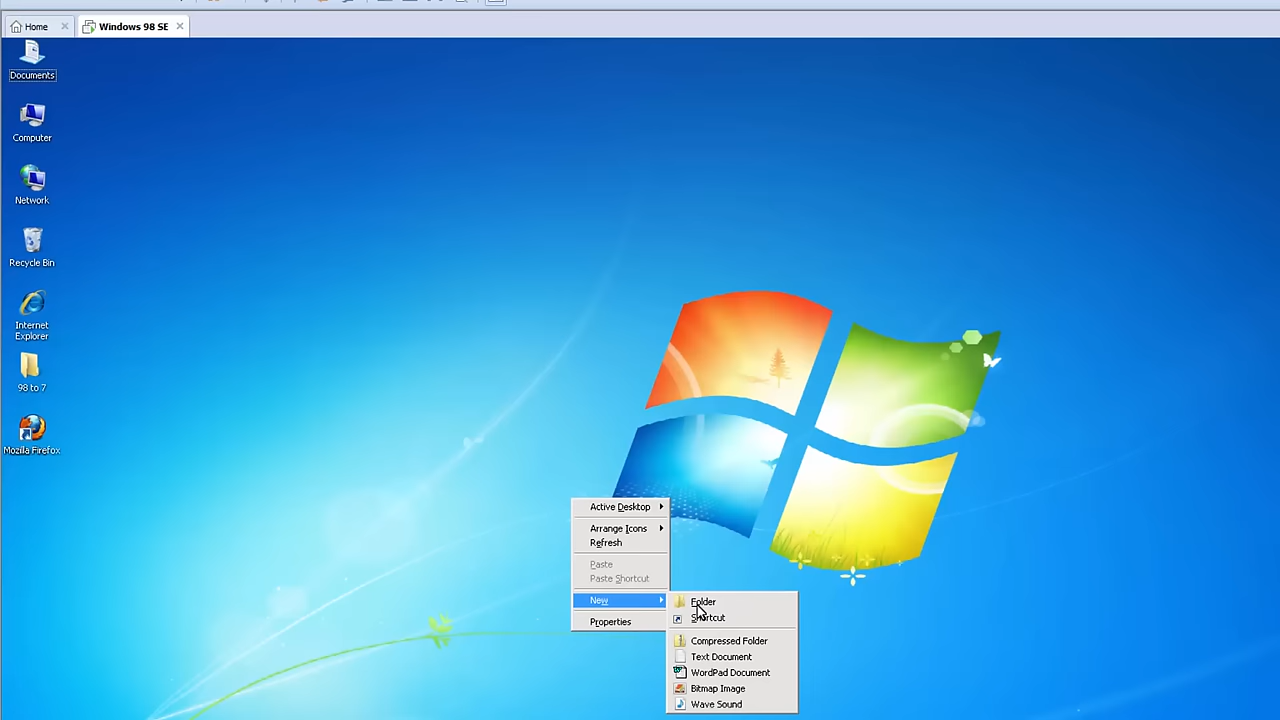 Home
Windows 98 SE
Documents
Computer
Network
Recycle Bin
Internet
Explorer
98 to 7
Mozilla Firefox
Active Desktop
Arrange Icons
Refresh
Paste
Paste Shortcut
New
Properties
Folder
Shortcut
Compressed Folder
Text Document
WordPad Document
Bitmap Image
Wave Sound